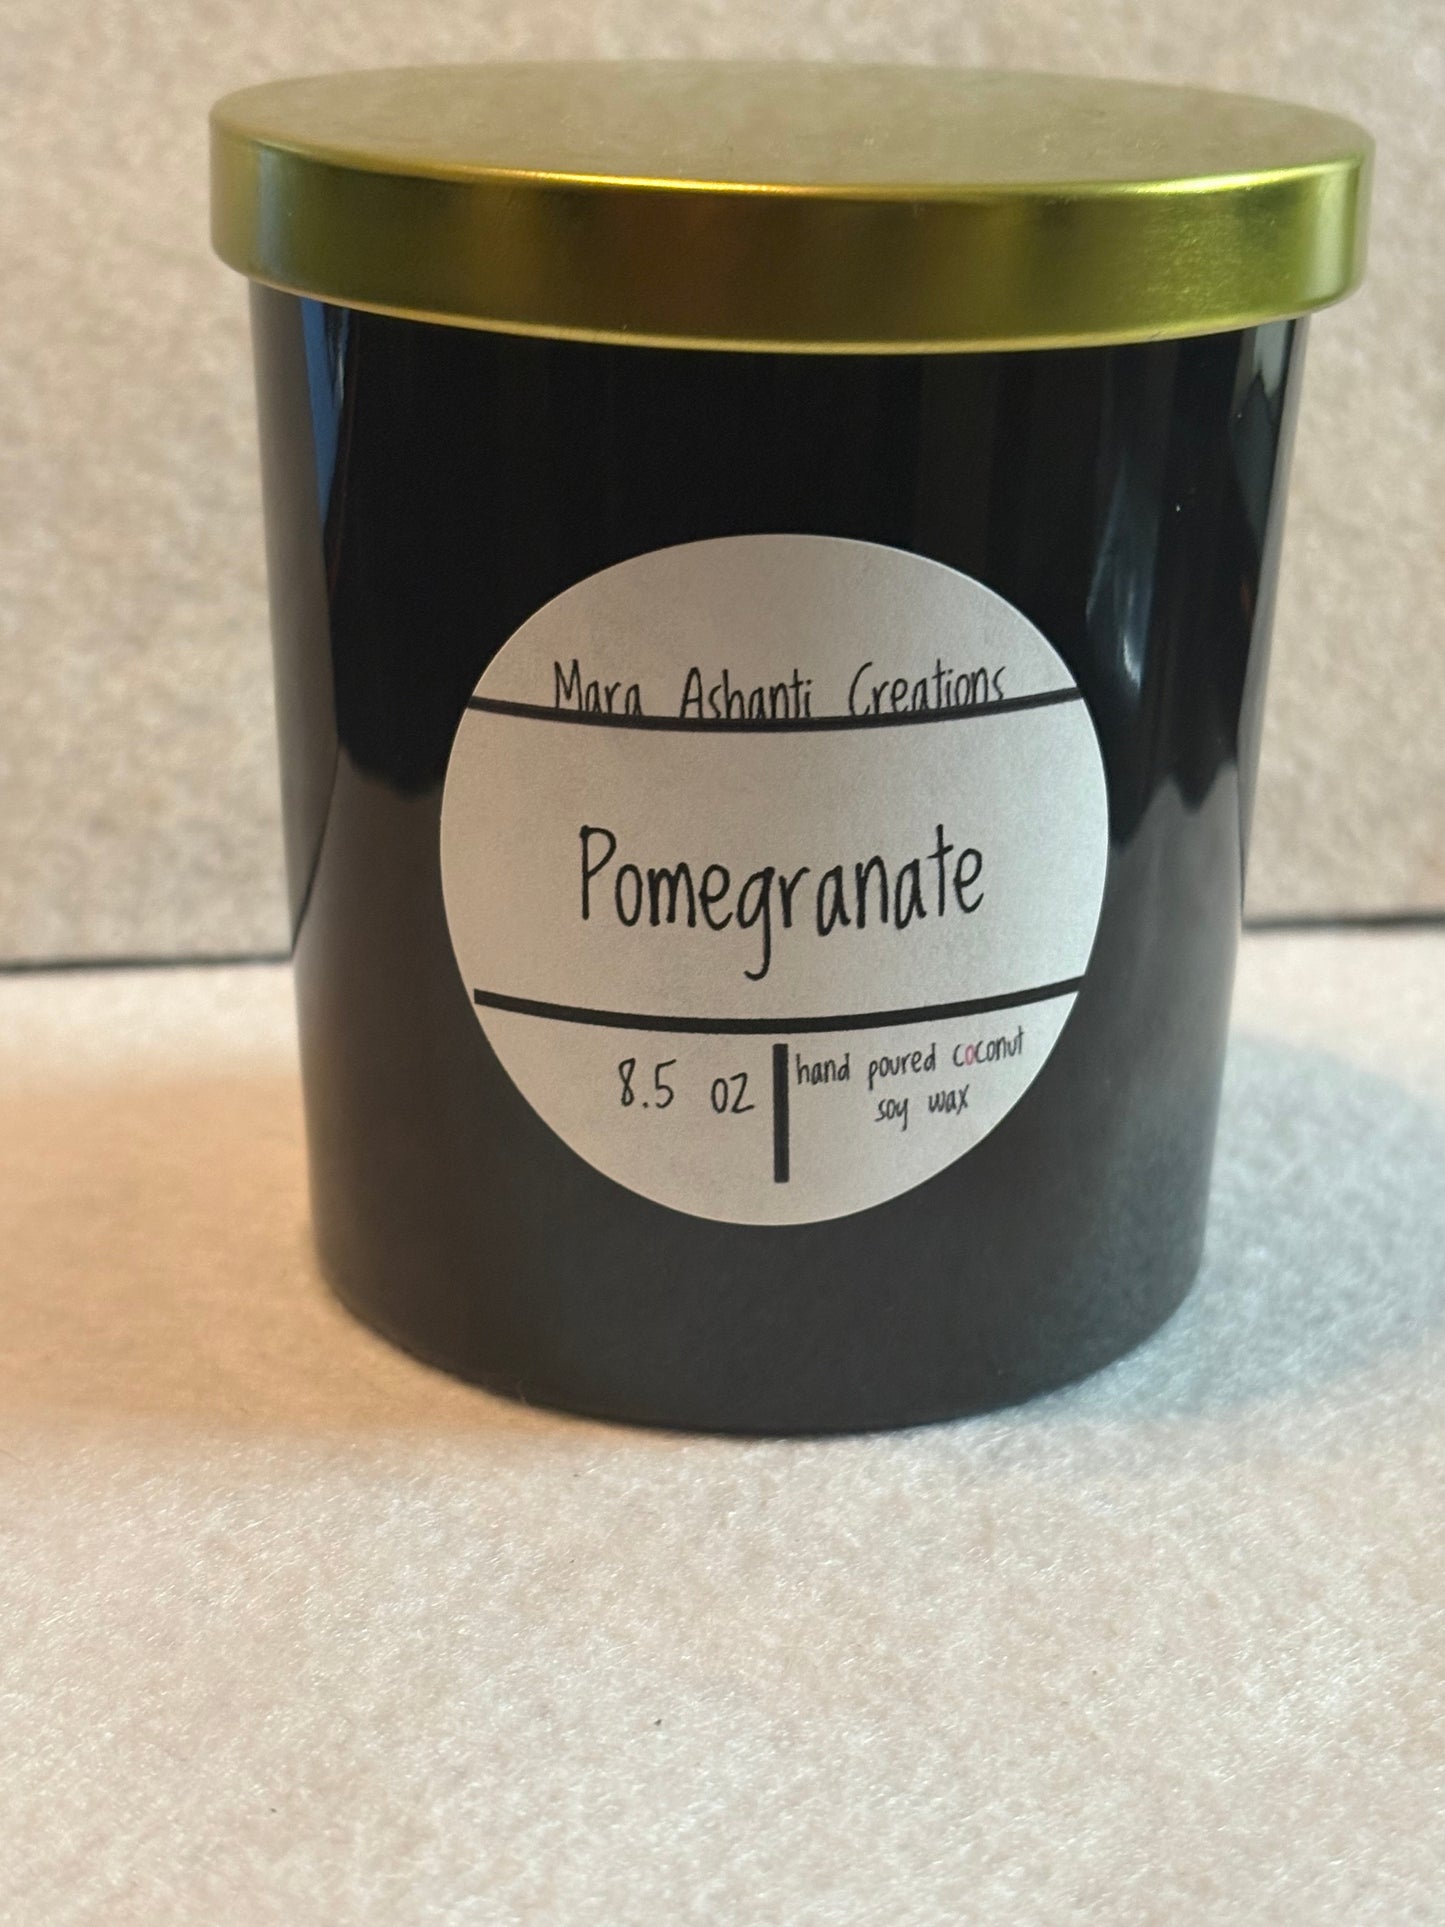 Mara Ashanti Creations
Pomegranate
8.5 oz
hand poured coconut
soy wax